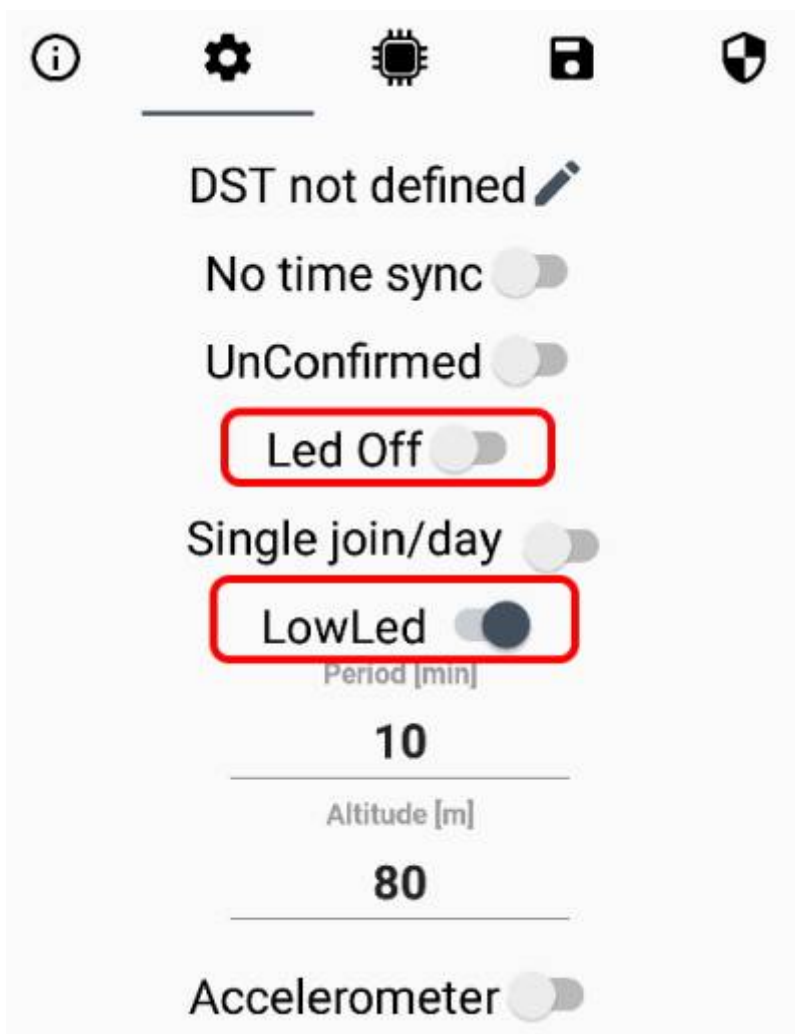 DST not defined
No time sync
UnConfirmed
Led Off
Single join/day
LowLed
Period [min]
10
Altitude [m]
80
Accelerometer